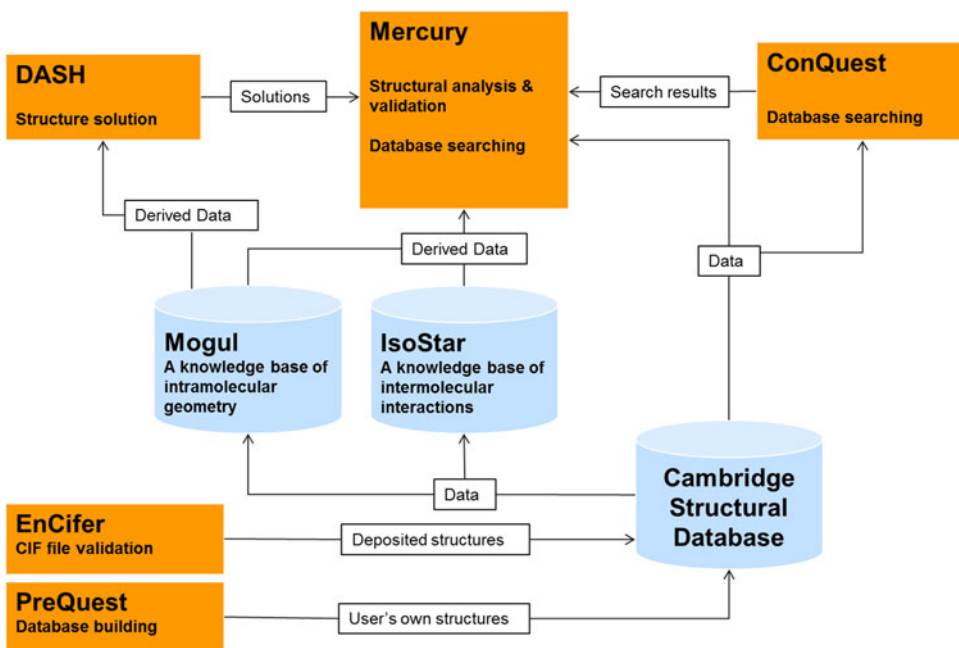 DASH
Structure solution
Solutions
Mercury
Structural analysis &
validation
Database searching
Search results
ConQuest
Database searching
Derived Data
Derived Data
Data
Mogul
A knowledge base of
intramolecular
geometry
IsoStar
A knowledge base of
intermolecular
interactions
Data
Cambridge
Structural
Database
EnCifer
CIF file validation
Deposited structures
PreQuest
Database building
User’s own structures